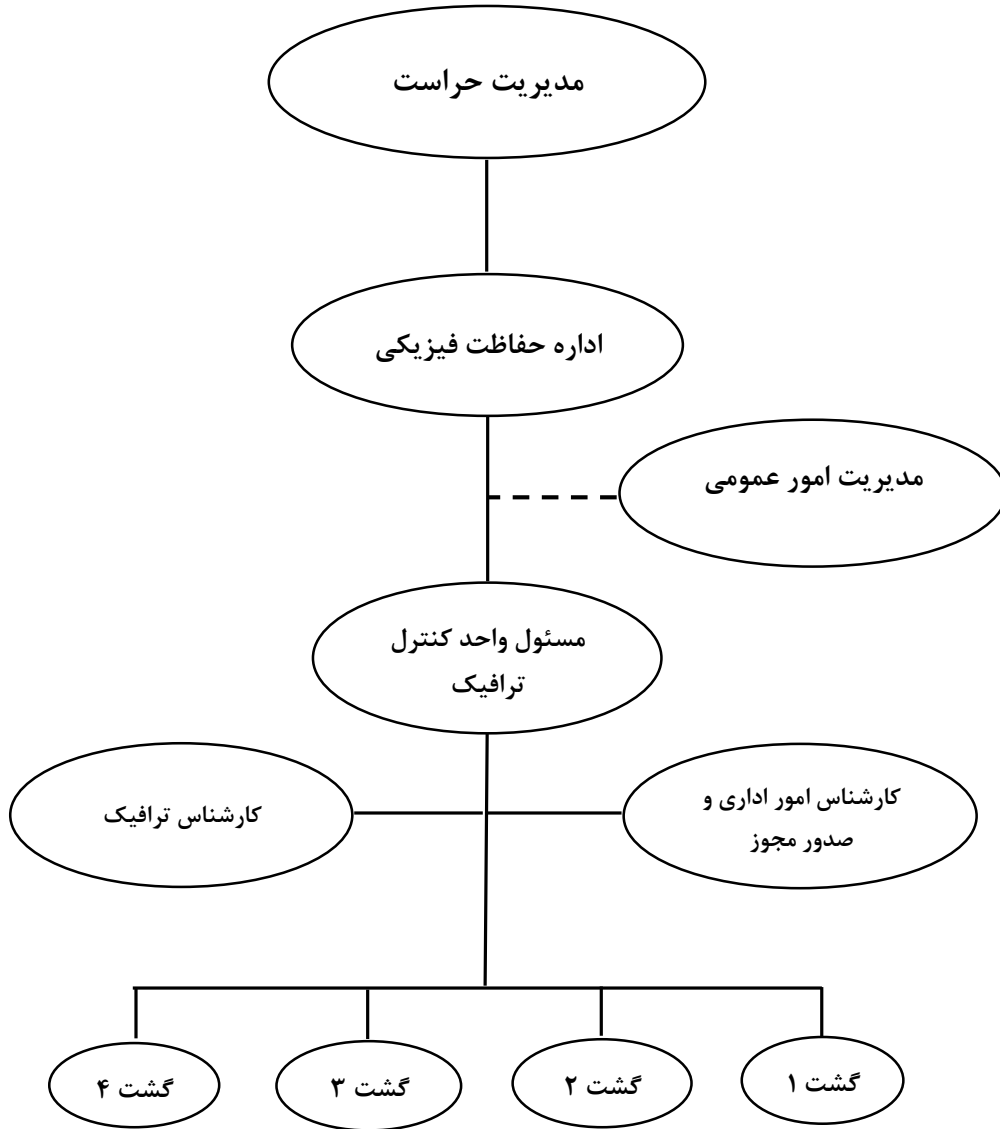 مدیریت حراست
اداره حفاظت فیزیکی
مدیریت امور عمومی
مسئول واحد کنترل
ترافیک
کارشناس امور اداری و
صدور مجوز
کارشناس ترافیک
گشت ۱
گشت ۲
گشت ۳
گشت ۴